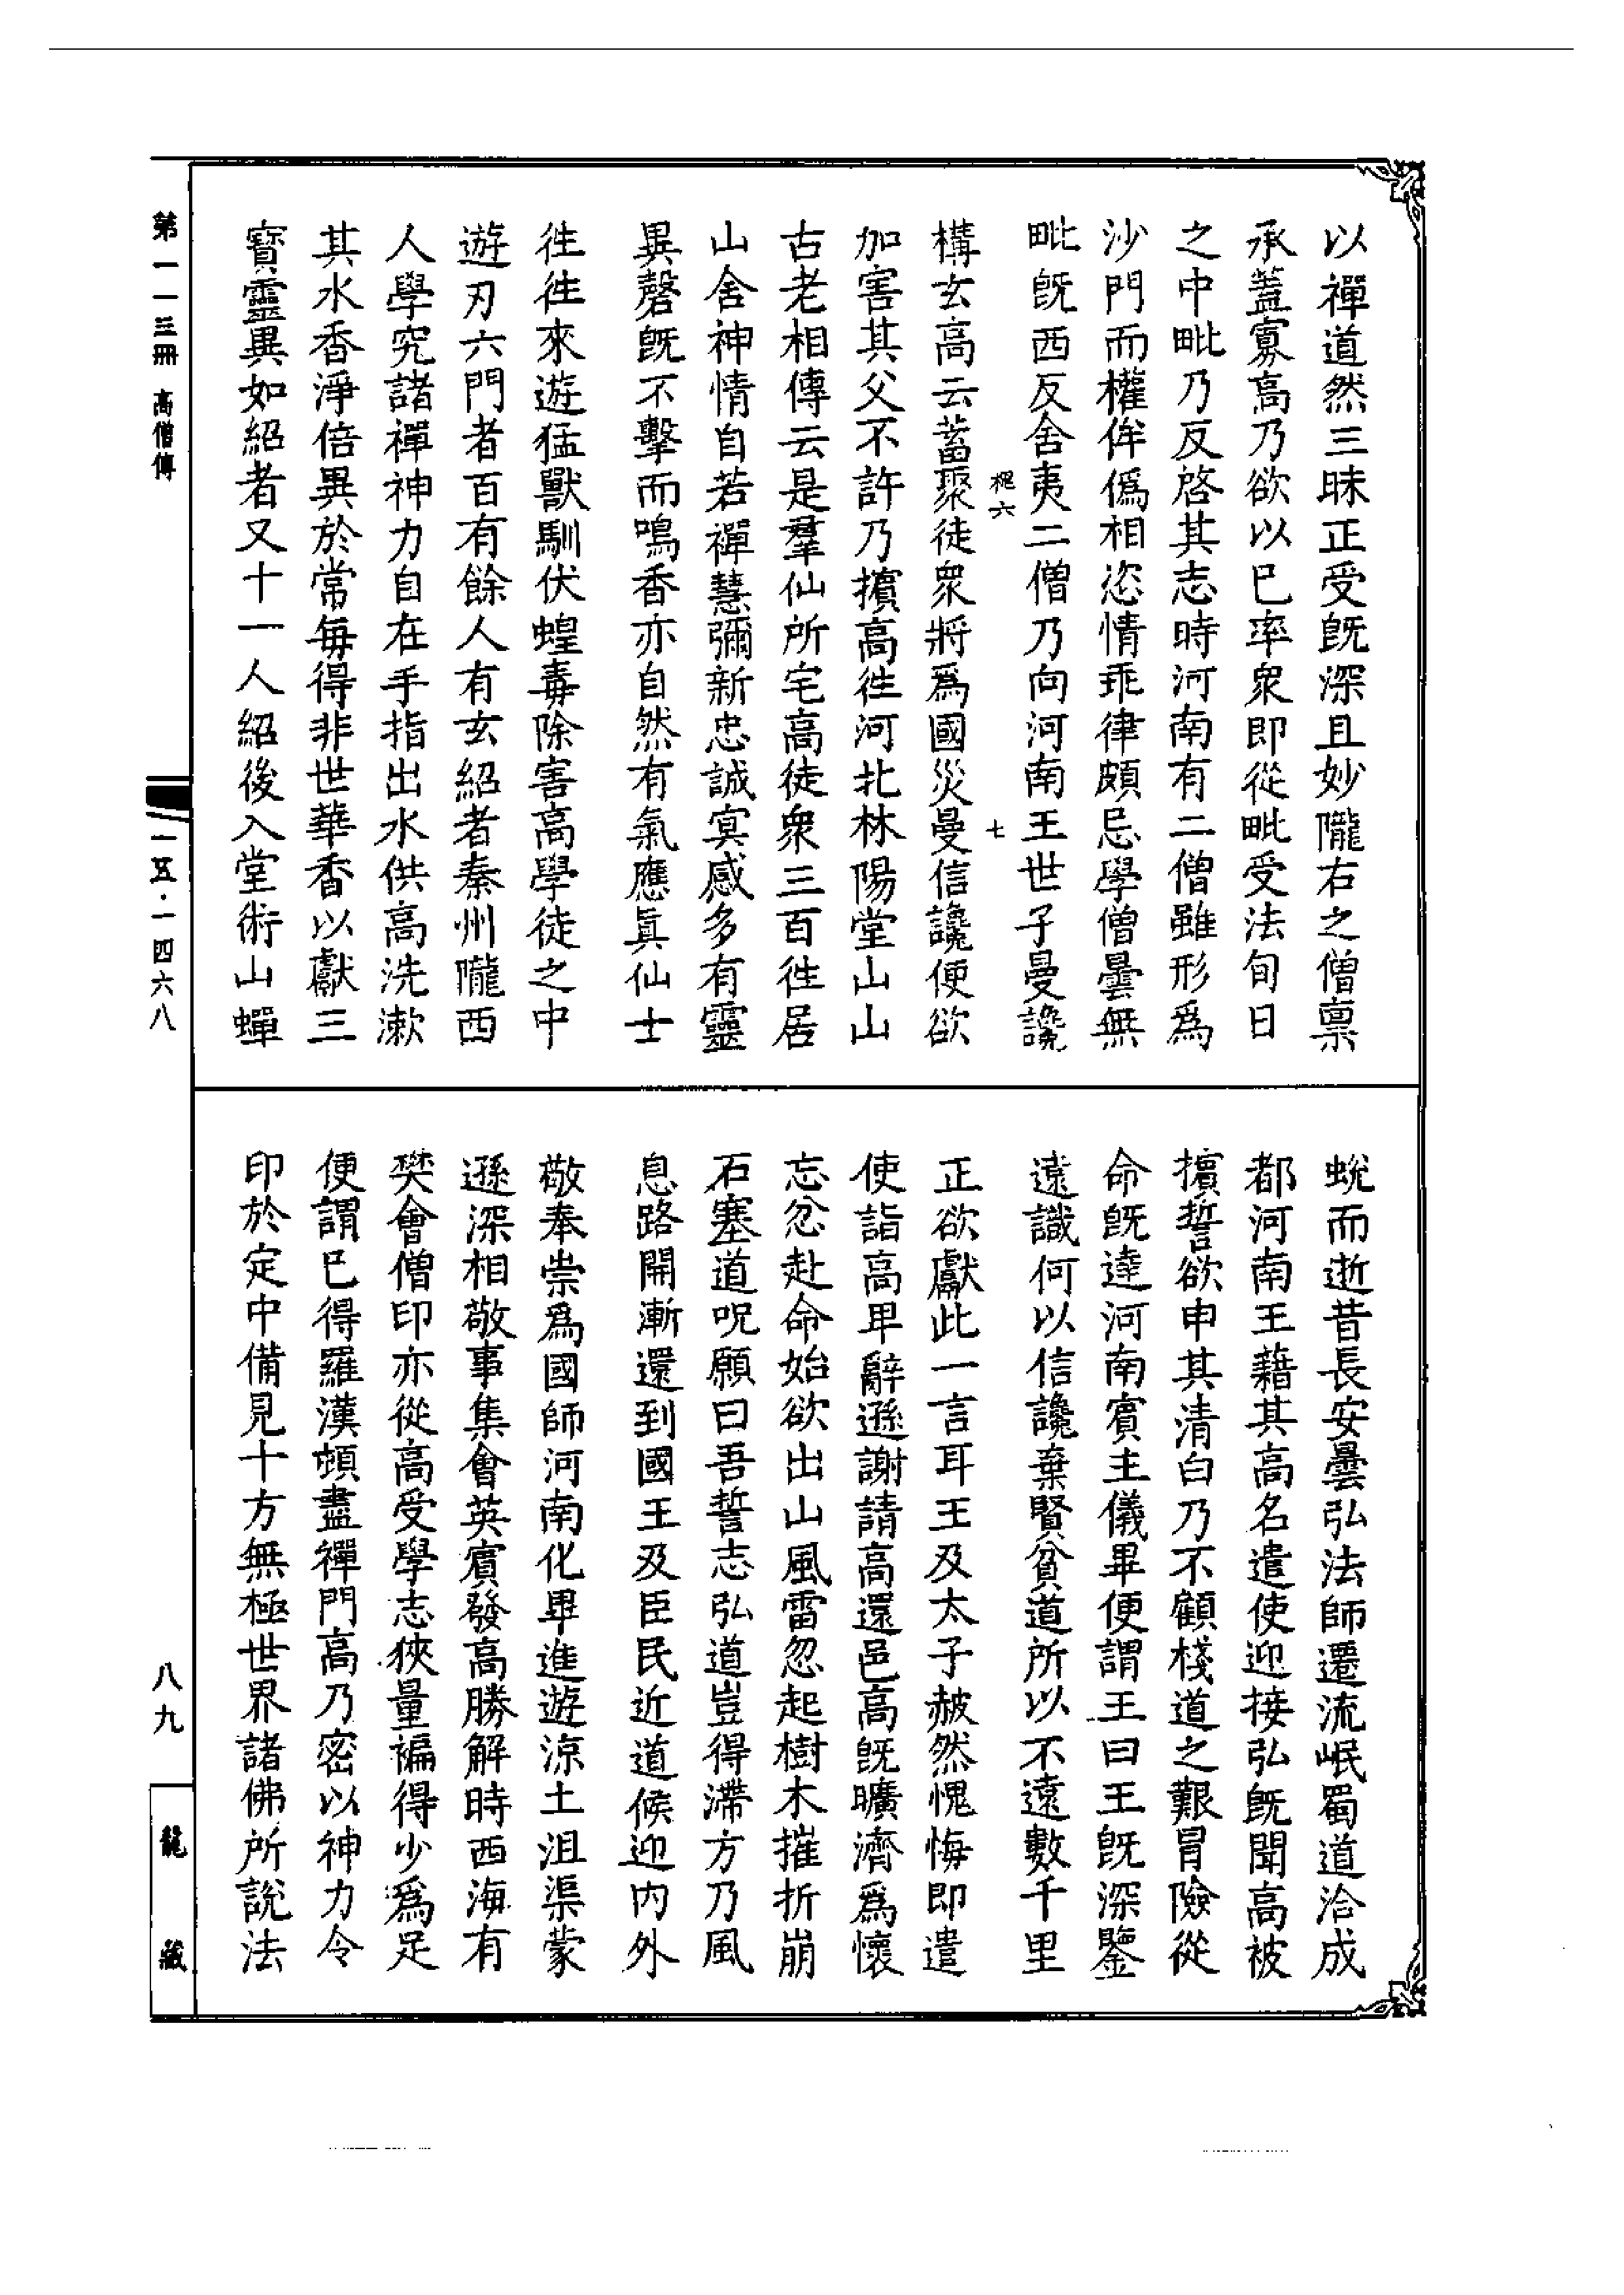 以禪道然三昧正受旣深且妙隴右之僧稟
承蓋寡高乃欲以已率衆即從毗受法旬日
之中毗乃反啓其志時河南有二僧雖形爲
沙門而權侔僞相恣情乖律頗忌學僧曇無
毗旣西反舍夷二僧乃向河南王世子曼讒
構玄高云蓄聚徒衆將爲國災曼信讒便欲
加害其父不許乃擯高徃河北林陽堂山山
古老相傳云是羣仙所宅高徒衆三百徃居
山舍神情自若禪慧彌新忠誠㝠感多有靈
異磬旣不擊而鳴香亦自然有氣應眞仙士
徃徃來遊猛獸馴伏蝗毒除害高學徒之中
遊刃六門者百有餘人有玄紹者秦州隴西
人學究諸禪神力自在手指出水供高洗漱
其水香淨倍異於常每得非世華香以獻三
寶靈異如紹者又十一人紹後入堂術山蟬
蛻而逝昔長安曇弘法師遷流岷蜀道洽成
都河南王藉其高名遣使迎接弘旣聞高被
擯誓欲申其清白乃不顧棧道之艱冒險從
命旣達河南賓主儀畢便謂王曰王旣深鑒
遠識何以信讒棄賢貧道所以不遠數千里
正欲獻此一言耳王及太子赧然愧悔即遣
使詣高卑辭遜謝請高還邑高旣曠濟爲懷
忘忿赴命始欲出山風雷忽起樹木摧折崩
石塞道呪願曰吾誓志弘道豈得滯方乃風
息路開漸還到國王及臣民近道候迎内外
敬奉崇爲國師河南化畢進遊涼土沮渠蒙
遜深相敬事集會英賓發高勝解時西海有
樊會僧印亦從高受學志狹量褊得少爲足
便謂已得羅漢頓盡禪門高乃密以神力令
印於定中備見十方無極世界諸佛所說法
槐六
七
第一一三冊 高僧傳
一五·一四六八
八九
龍藏